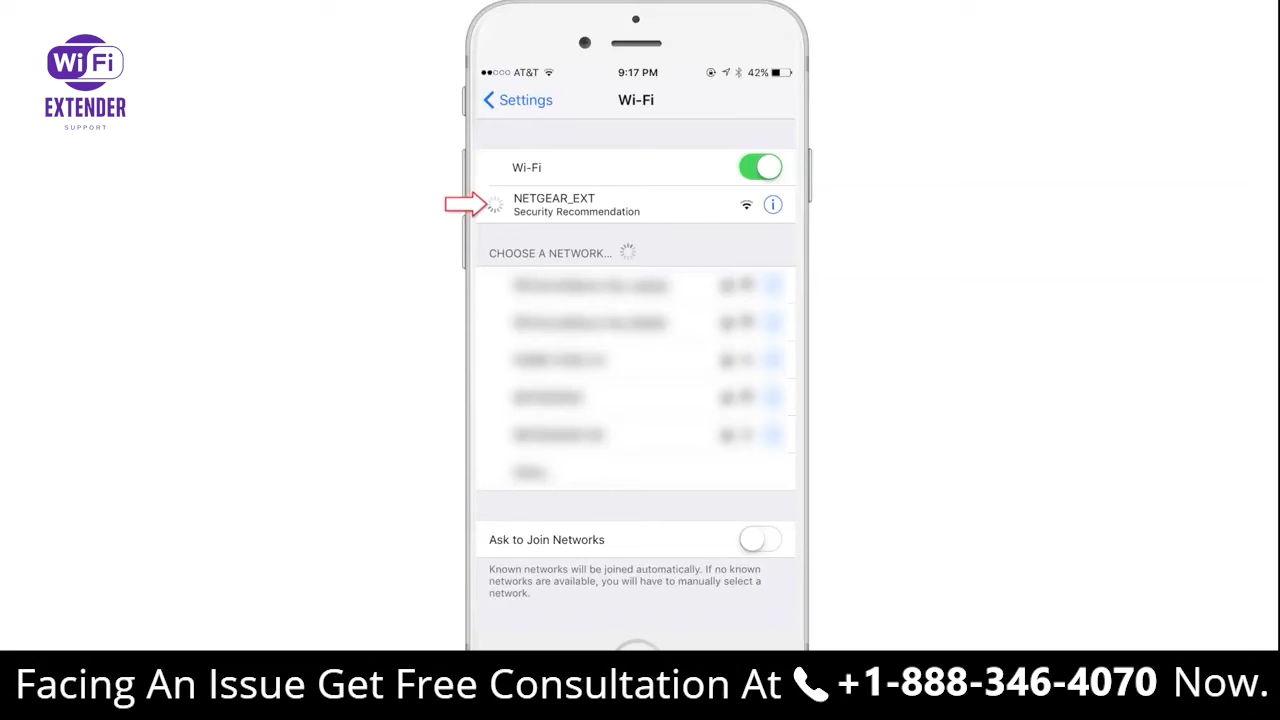 WiFi
EXTENDER
SUPPORT
AT&T 9:17 PM 42%
Settings Wi-Fi
Wi-Fi
NETGEAR_EXT
Security Recommendation
CHOOSE A NETWORK...
Ask to Join Networks
Known networks will be joined automatically. If no known
networks are available, you will have to manually select a
network.
Facing An Issue Get Free Consultation At +1-888-346-4070 Now.